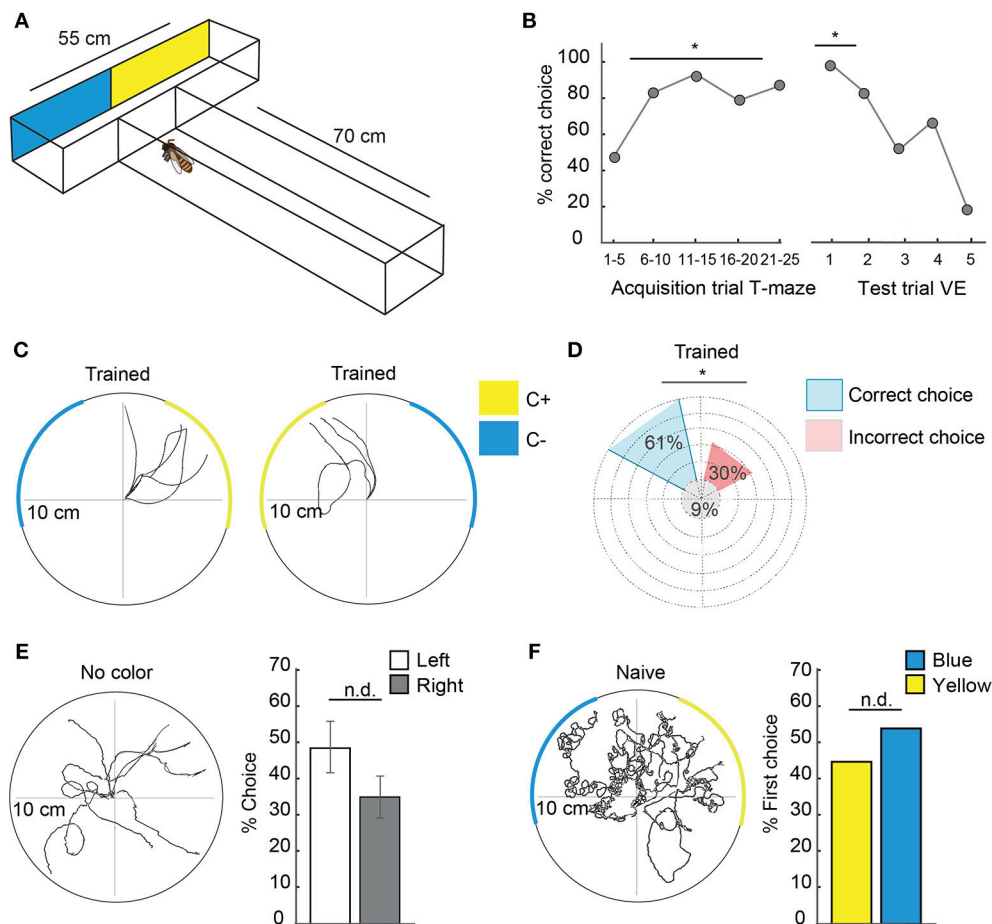 A
55 cm
70 cm
B
*
*
% correct choice
100
80
60
40
20
0
1-5 6-10 11-15 16-20 21-25
1 2 3 4 5
Acquisition trial T-maze
Test trial VE
C
Trained
10 cm
Trained
10 cm
C+
C-
D
Trained
*
61%
30%
9%
Correct choice
Incorrect choice
E
No color
10 cm
Left
Right
n.d.
% Choice
70
60
50
40
30
20
10
0
F
Naive
10 cm
Blue
Yellow
n.d.
% First choice
70
60
50
40
30
20
10
0